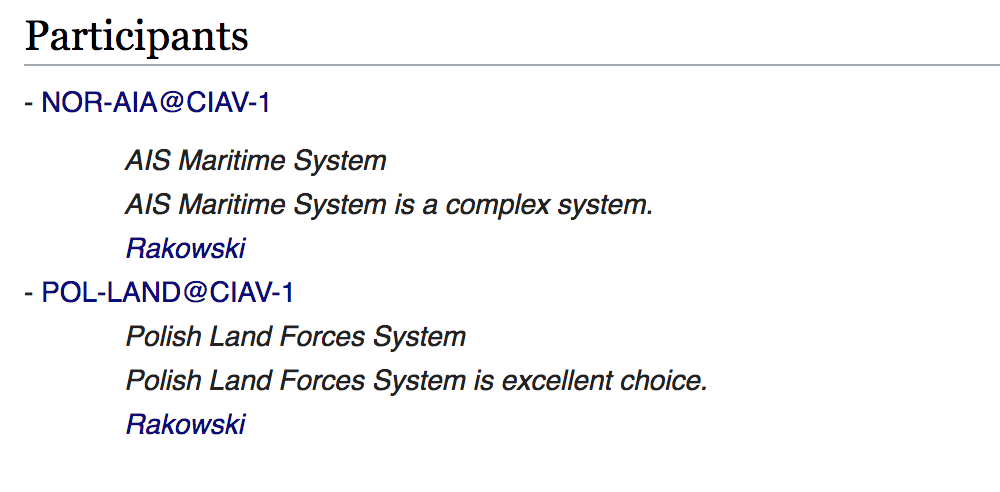 Participants
- NOR-AIA@CIAV-1
AIS Maritime System
AIS Maritime System is a complex system.
Rakowski
- POL-LAND@CIAV-1
Polish Land Forces System
Polish Land Forces System is excellent choice.
Rakowski